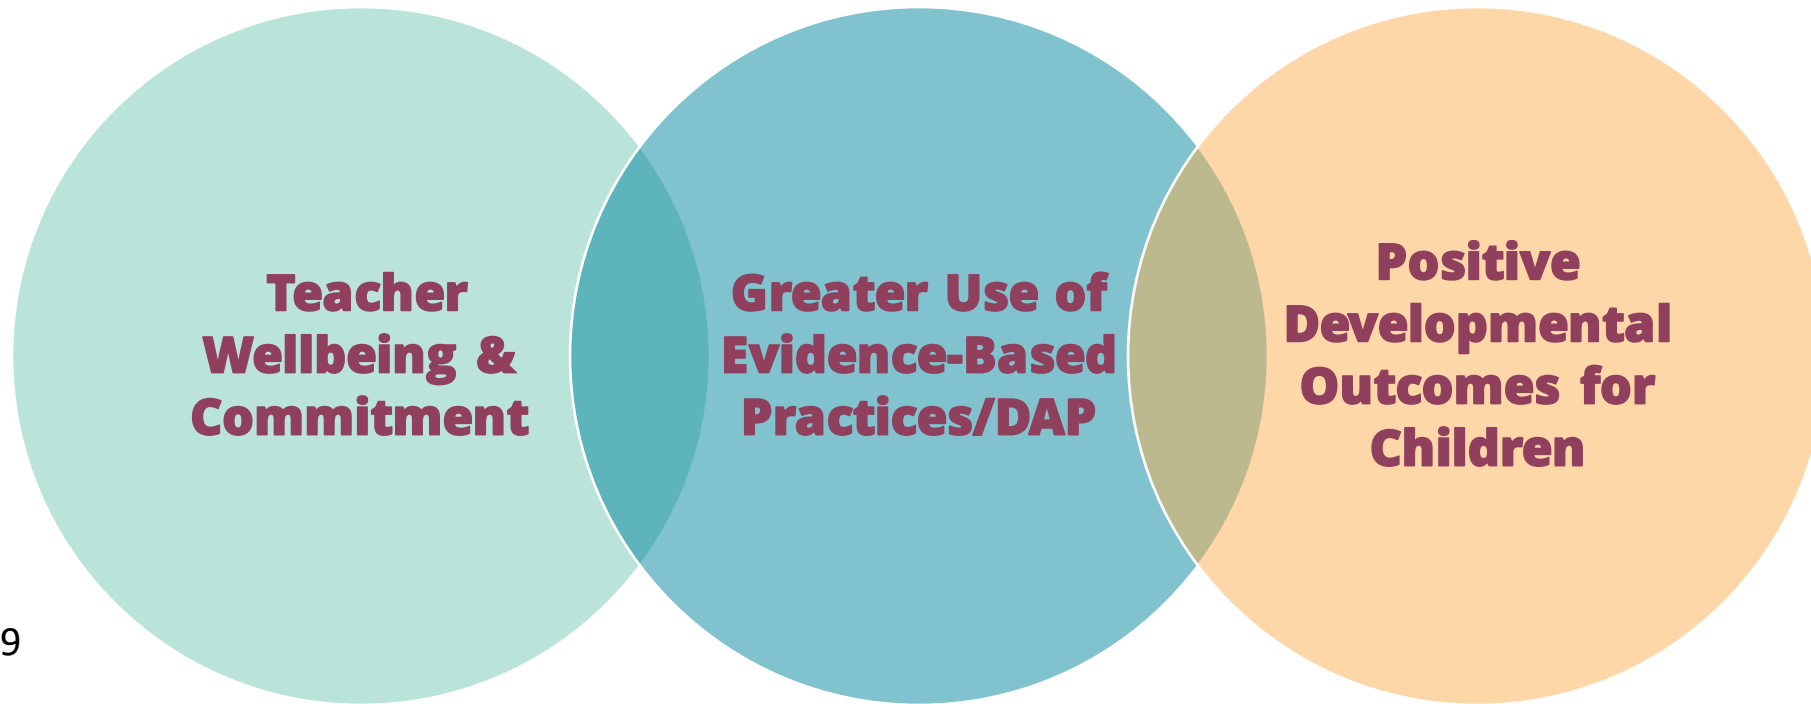 Teacher
Wellbeing &
Commitment
Greater Use of
Evidence-Based
Practices/DAP
Positive
Developmental
Outcomes for
Children
9